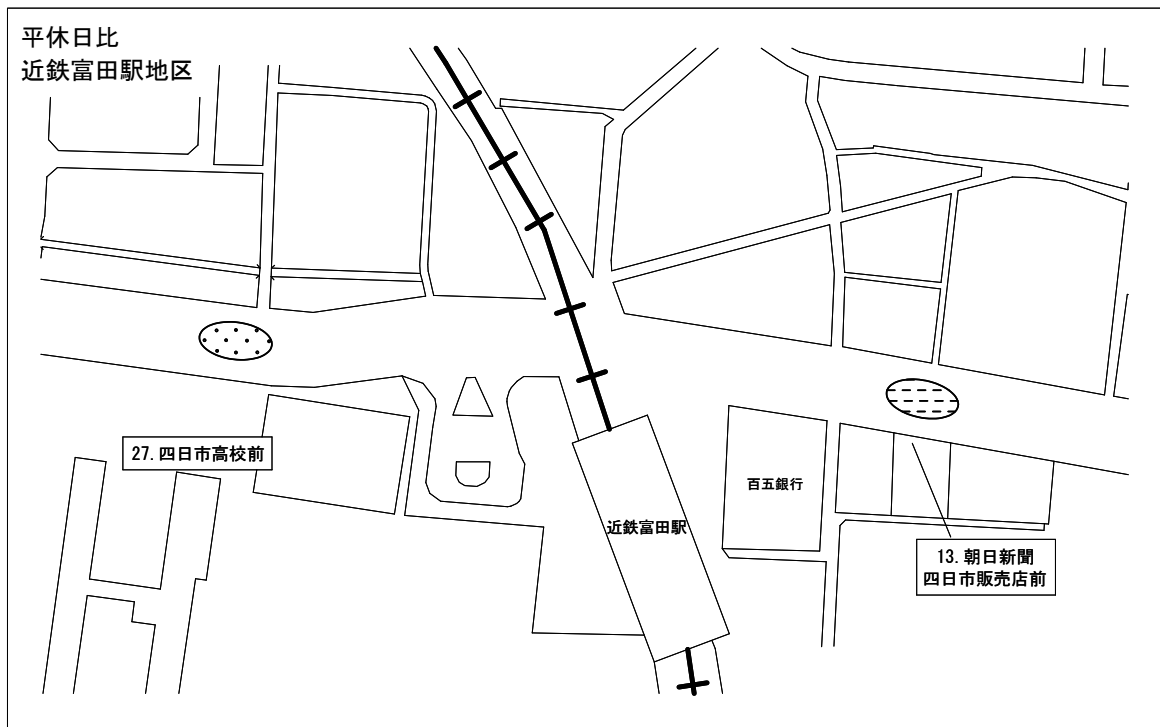 平休日比
近鉄富田駅地区
27.四日市高校前
百五銀行
近鉄富田駅
13.朝日新聞
四日市販売店前